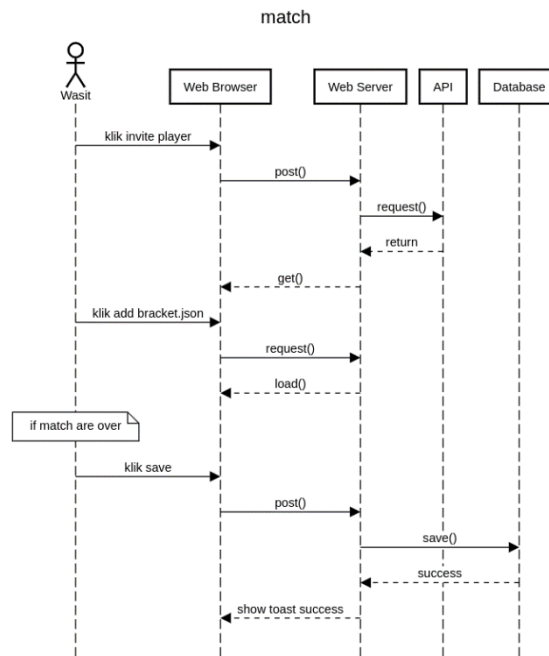 match
Wasit
Web Browser
Web Server
API
Database
klik invite player
post()
request()
return
get()
klik add bracket.json
request()
load()
if match are over
klik save
post()
save()
success
show toast success